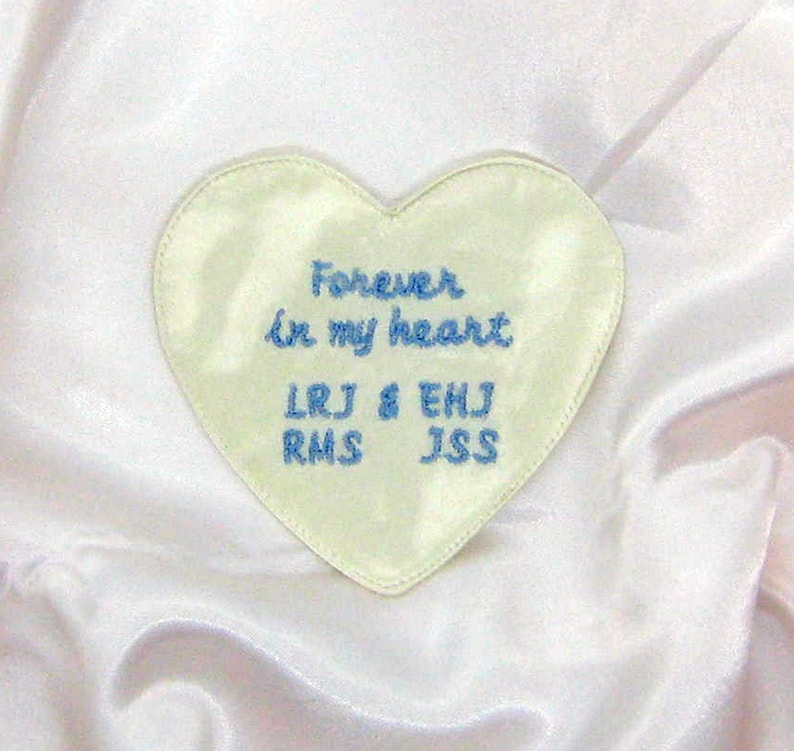 Forever
in my heart
LRJ & EHJ
RMS JSS